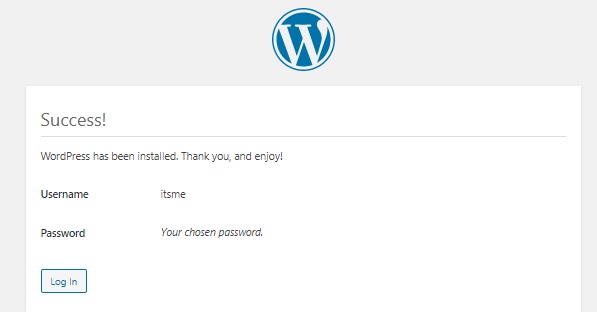 Success!
WordPress has been installed. Thank you, and enjoy!
Username itsme
Password Your chosen password.
Log In